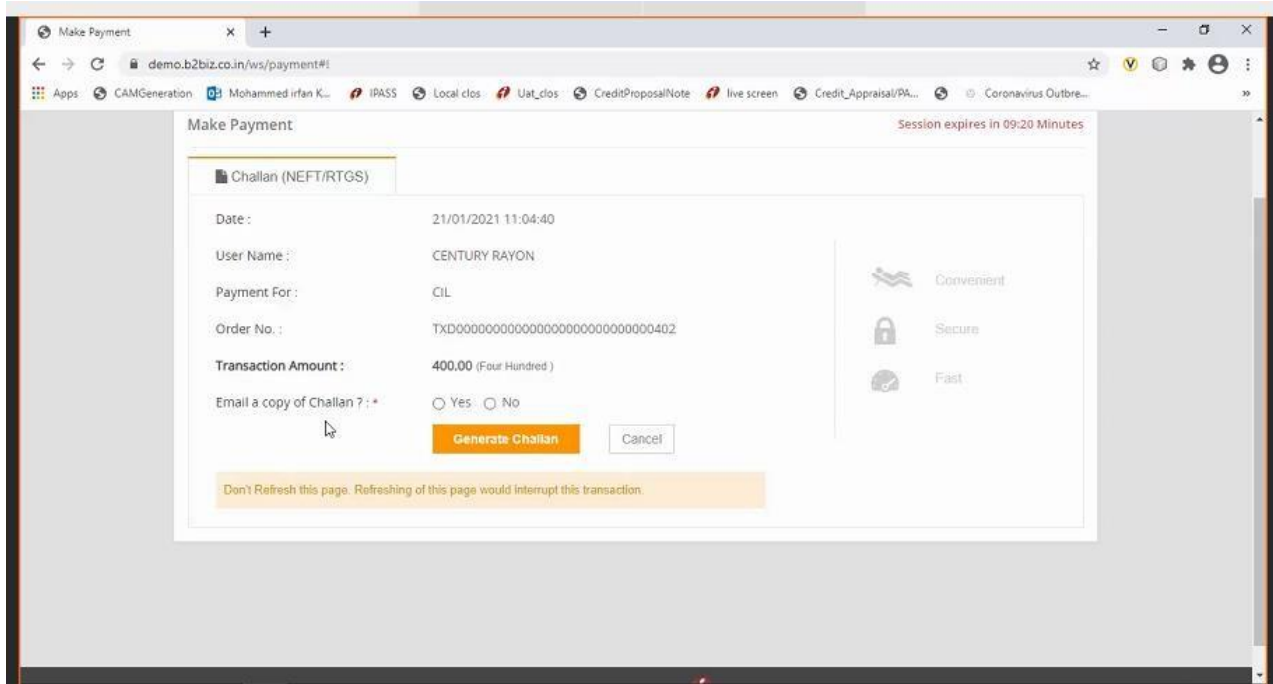 Make Payment
demo.b2biz.co.in/ws/payment#!
Apps CAMGeneration Mohammed irfan K... IPASS Local clos Uat_clos CreditProposalNote live screen Credit_Appraisal/PA... Coronavirus Outbre... »
Make Payment Session expires in 09:20 Minutes
Challan (NEFT/RTGS)
Date : 21/01/2021 11:04:40
User Name : CENTURY RAYON
Payment For : CIL
Convenient
Order No. : Secure
Transaction Amount : 400.00 (Four Hundred )
Fast
Email a copy of Challan ? : * Yes No
Generate Challan Cancel
Don't Refresh this page. Refreshing of this page would interrupt this transaction